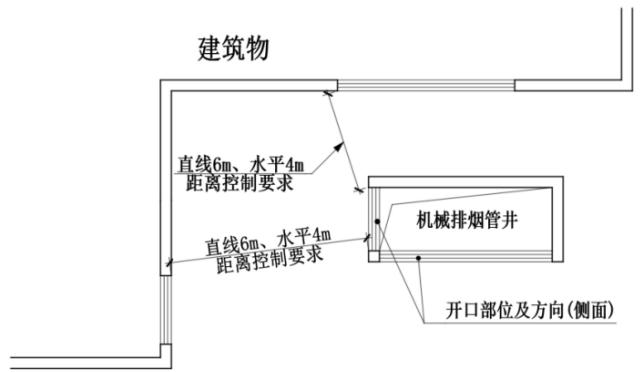 建筑物
直线6m、水平4m
距离控制要求
机械排烟管井
直线6m、水平4m
距离控制要求
开口部位及方向(侧面)